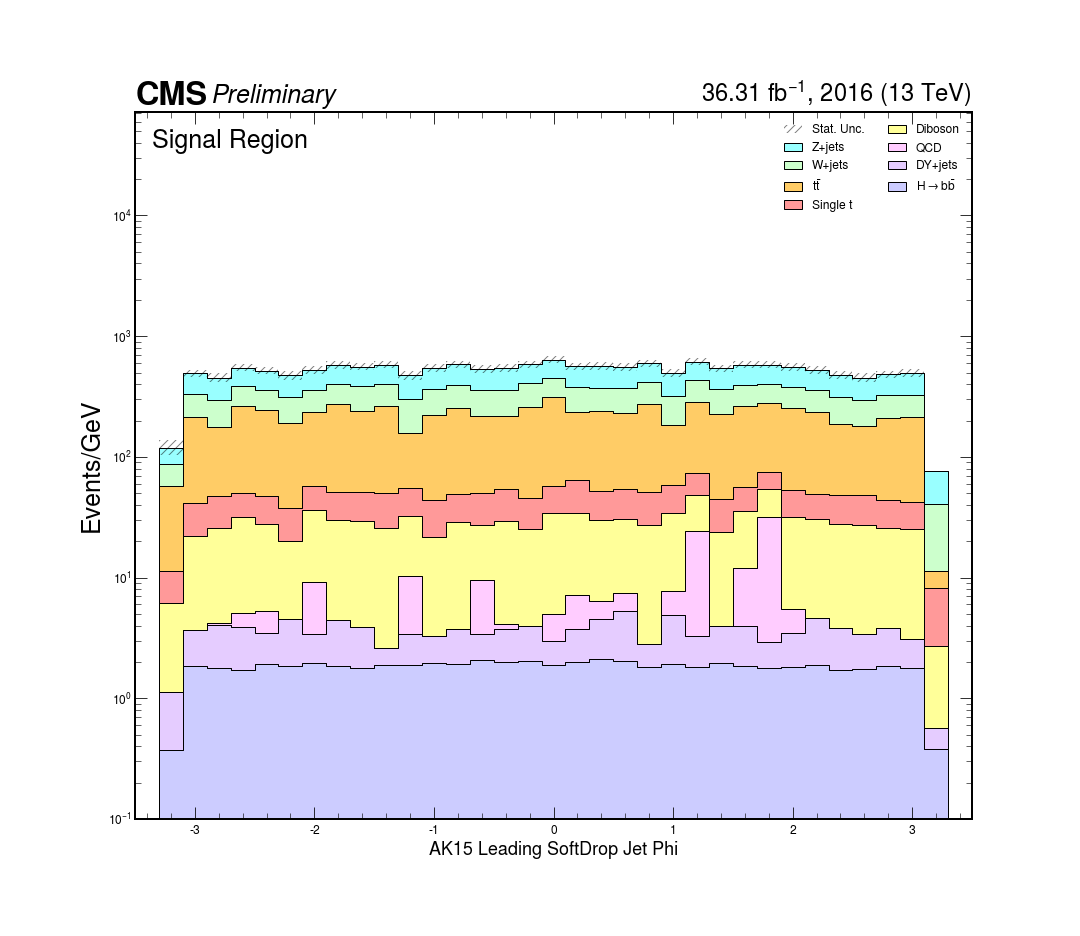 CMS Preliminary
36.31 fb⁻¹, 2016 (13 TeV)
Signal Region
Stat. Unc.
Z+jets
W+jets
tt̄
Single t
Diboson
QCD
DY+jets
H→bb̄
Events/GeV
10⁴
10³
10²
10¹
10⁰
10⁻¹
-3 -2 -1 0 1 2 3
AK15 Leading SoftDrop Jet Phi